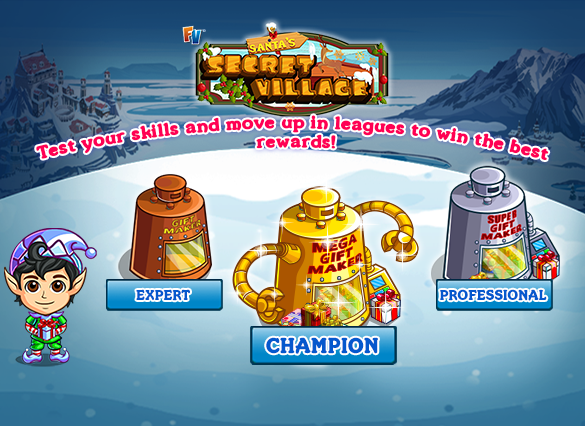 FV
SANTA'S
SECRET
VILLAGE
Test your skills and move up in leagues to win the best
rewards!
GIFT
MAKER
MEGA
GIFT
MAKER
SUPER
GIFT
MAKER
EXPERT
CHAMPION
PROFESSIONAL